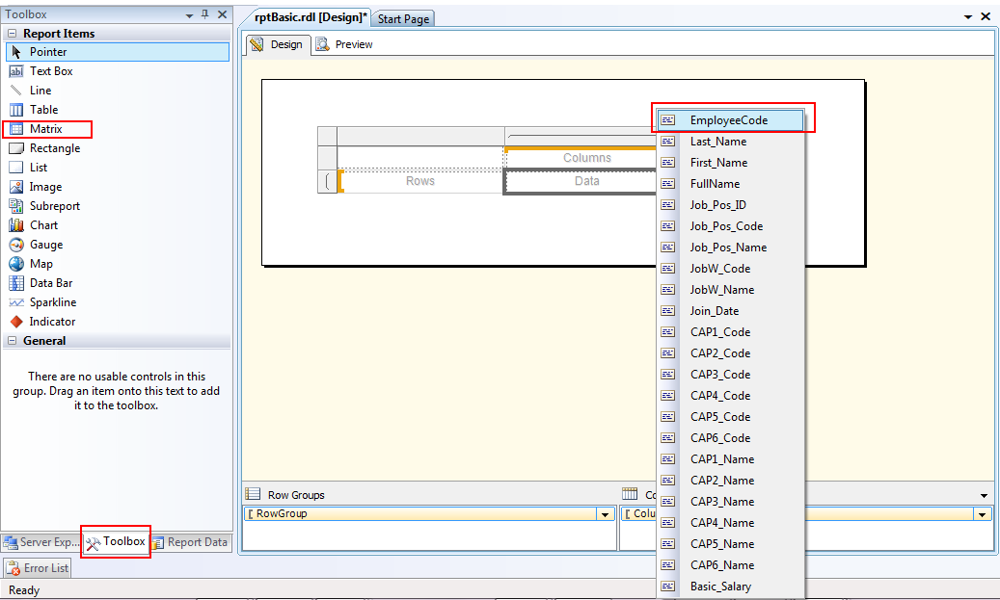 Toolbox
Report Items
Pointer
Text Box
Line
Table
Matrix
Rectangle
List
Image
Subreport
Chart
Gauge
Map
Data Bar
Sparkline
Indicator
General
There are no usable controls in this
group. Drag an item onto this text to add
it to the toolbox.
Server Exp... Toolbox Report Data
Error List
Ready
rptBasic.rdl [Design]* Start Page
Design Preview
Columns
Rows Data
EmployeeCode
Last_Name
First_Name
FullName
Job_Pos_ID
Job_Pos_Code
Job_Pos_Name
JobW_Code
JobW_Name
Join_Date
CAP1_Code
CAP2_Code
CAP3_Code
CAP4_Code
CAP5_Code
CAP6_Code
CAP1_Name
CAP2_Name
CAP3_Name
CAP4_Name
CAP5_Name
CAP6_Name
Basic_Salary
Row Groups
RowGroup
Colu